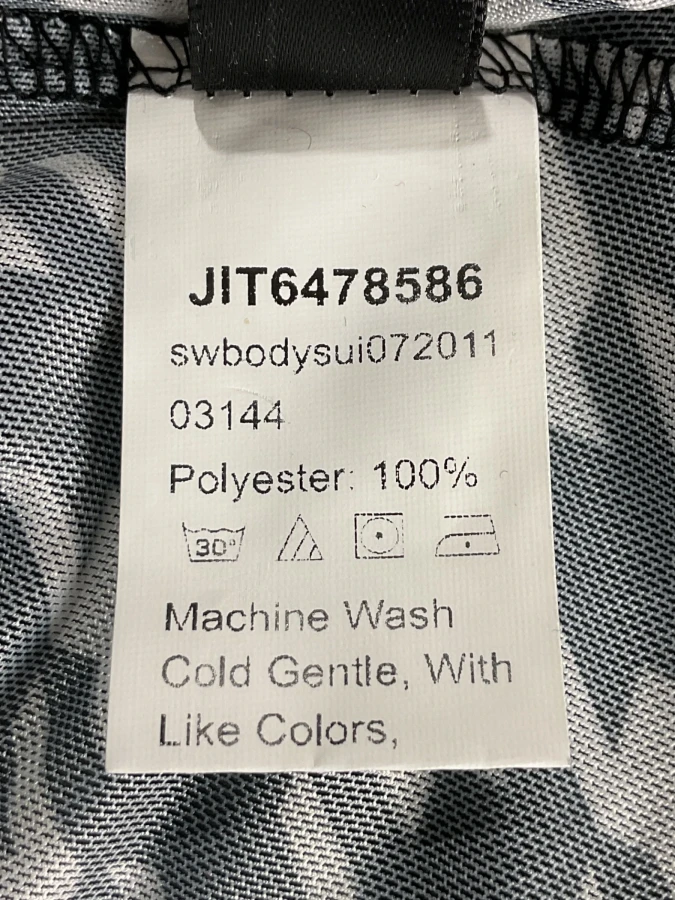 JIT6478586
swbodysui072011
03144
Polyester: 100%
30°
Machine Wash
Cold Gentle, With
Like Colors,